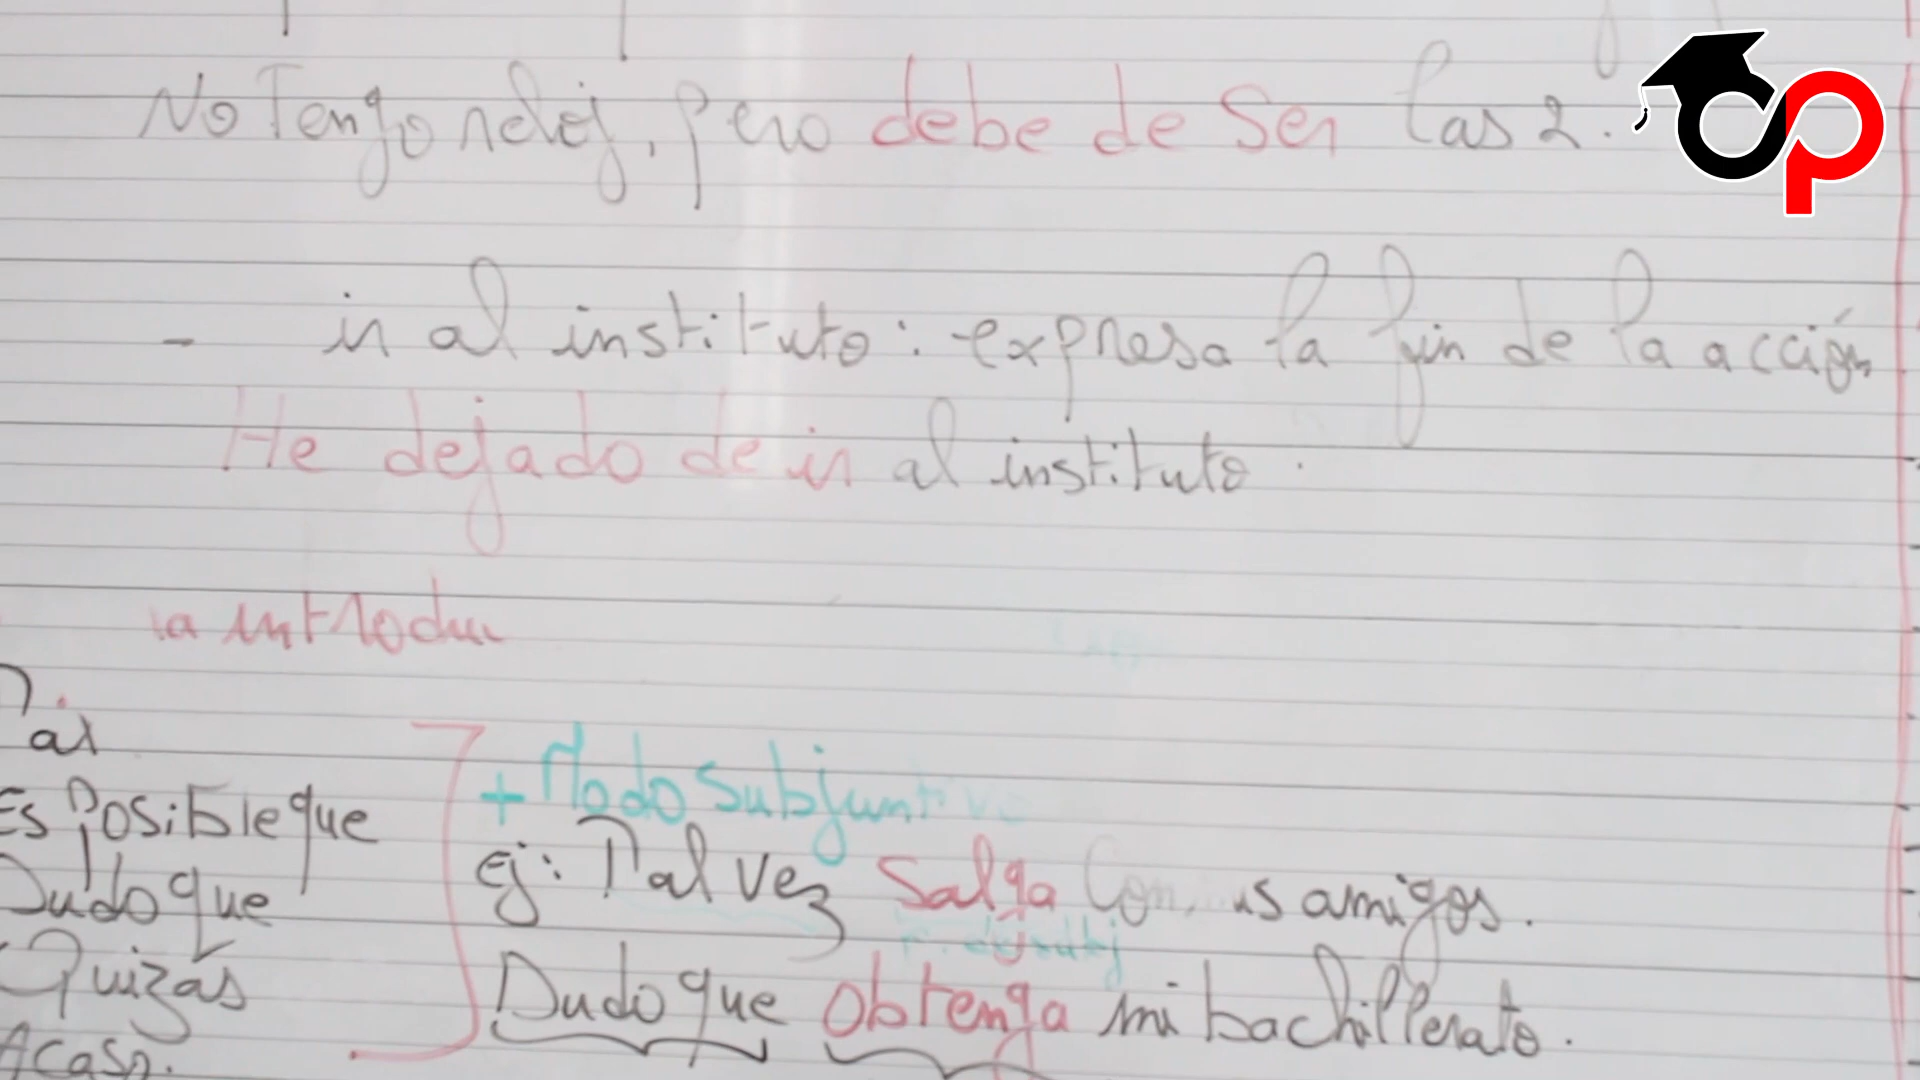 No Tengo reloj, pero debe de ser las 2.
- ir al instituto: expresa la fin de la acción
He dejado de ir al instituto.
la introdu
Tal
+ Modo Subjuntivo
Es Posible que
Ej: Tal vez Salga Con mis amigos.
Dudo que
Quizás
Dudo que obtenga mi bachillerato.
Acaso.